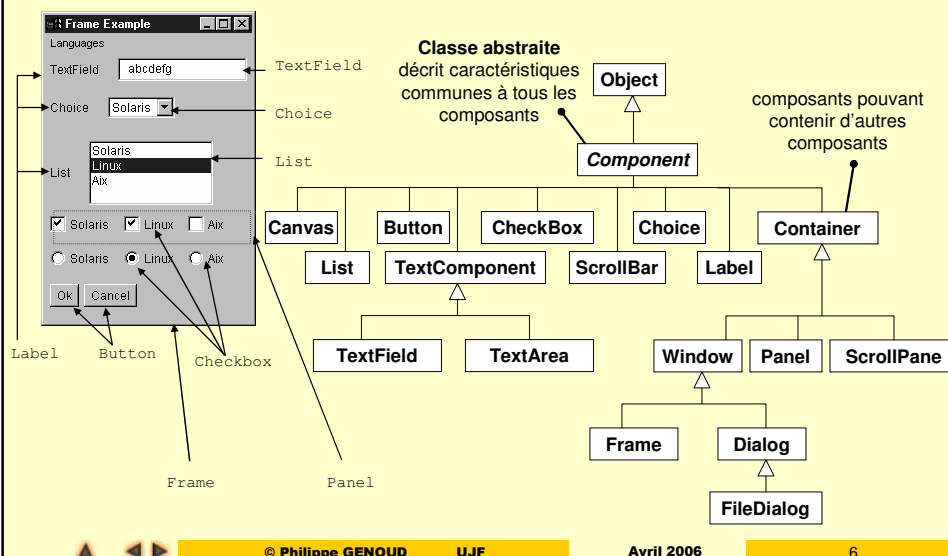 Frame Example
Languages
TextField
abcdefg
Choice
Solaris
List
Solaris
Linux
Aix
Solaris
Linux
Aix
Solaris
Linux
Aix
Ok
Cancel
TextField
Choice
List
Label
Button
Checkbox
Frame
Panel
Classe abstraite
décrit caractéristiques
communes à tous les
composants
Object
composants pouvant
contenir d'autres
composants
Component
Canvas
Button
CheckBox
Choice
Container
List
TextComponent
ScrollBar
Label
TextField
TextArea
Window
Panel
ScrollPane
Frame
Dialog
FileDialog
© Philippe GENOUD UJF Avril 2006 6